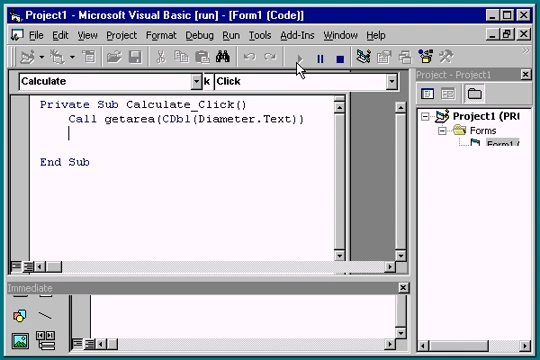 Project1 - Microsoft Visual Basic [run] - [Form1 (Code)]
File Edit View Project Format Debug Run Tools Add-Ins Window Help
Calculate
k
Click
Project - Project1
Private Sub Calculate_Click()
Call getarea(CDbl(Diameter.Text))
End Sub
Project1 (PR
Forms
Form1 (
Immediate